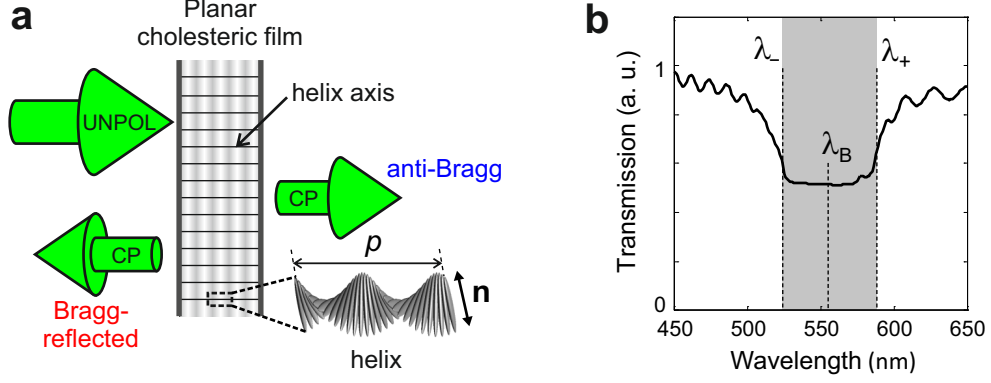 a
Planar
cholesteric film
helix axis
UNPOL
anti-Bragg
CP
CP
Bragg-
reflected
p
n
helix
b
Transmission (a. u.)
1
0
λ_
λ+
λB
450 500 550 600 650
Wavelength (nm)